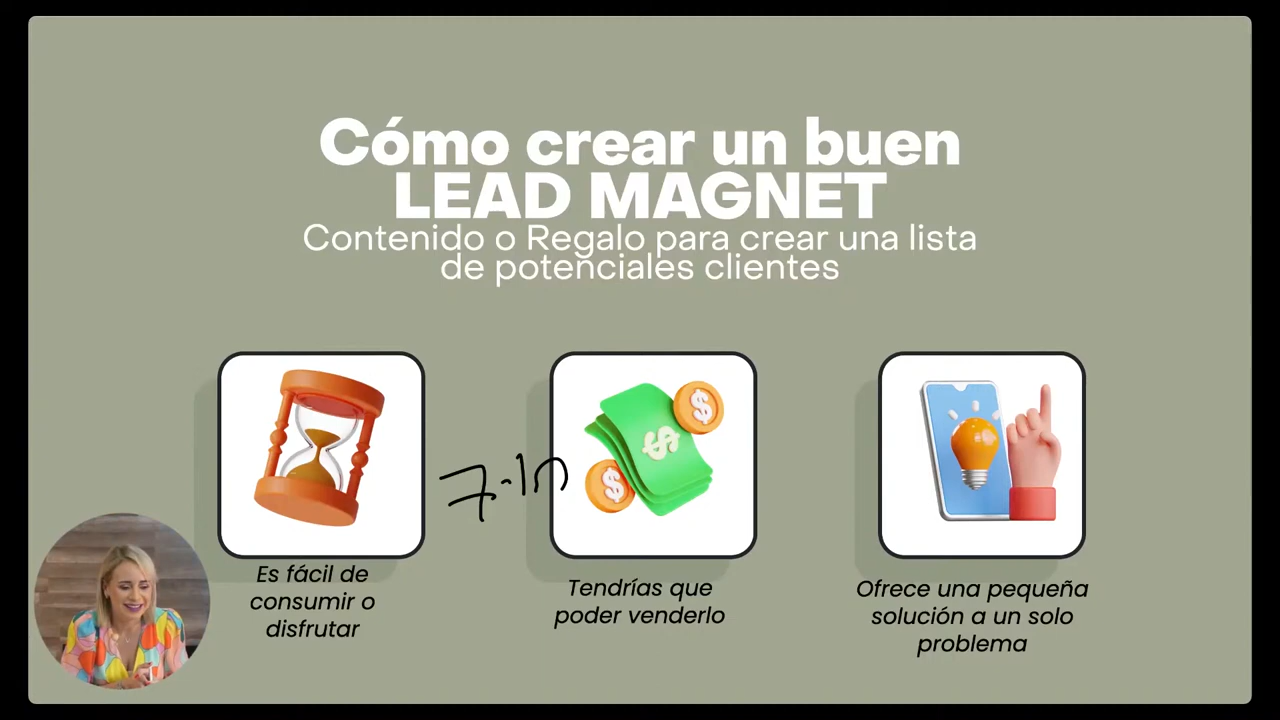 Cómo crear un buen
LEAD MAGNET
Contenido o Regalo para crear una lista
de potenciales clientes
7-10
Es fácil de
consumir o
disfrutar
Tendrías que
poder venderlo
Ofrece una pequeña
solución a un solo
problema